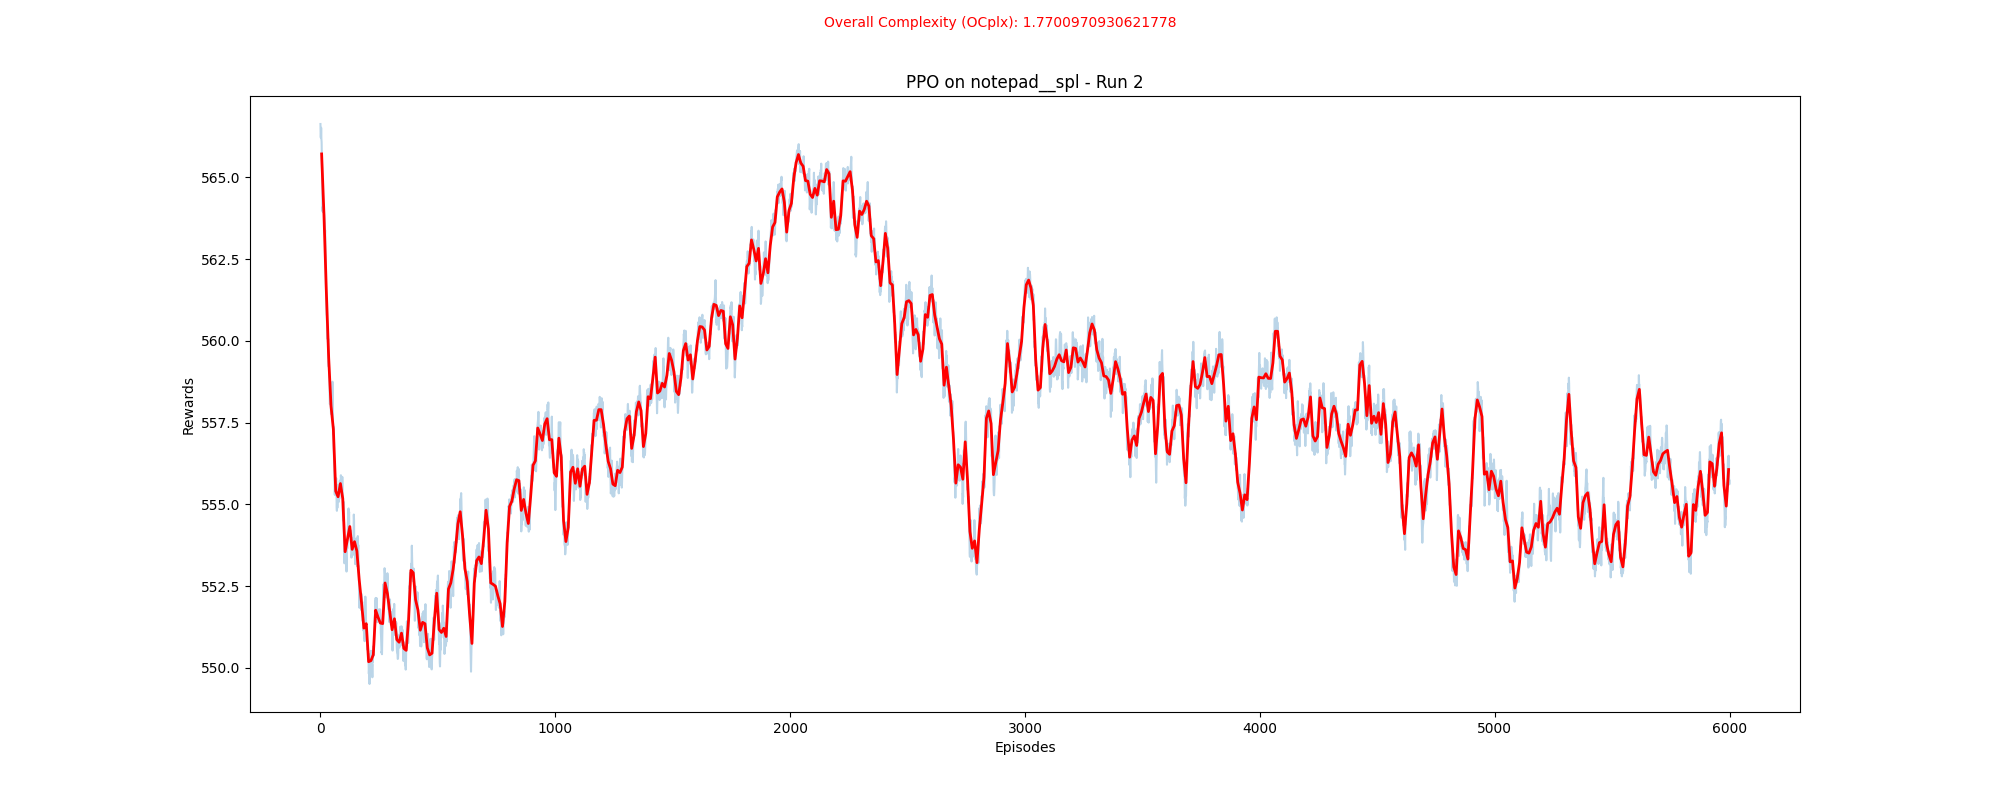 Overall Complexity (OCplx): 1.7700970930621778
PPO on notepad__spl - Run 2
565.0
562.5
560.0
557.5
555.0
552.5
550.0
Rewards
0 1000 2000 3000 4000 5000 6000
Episodes